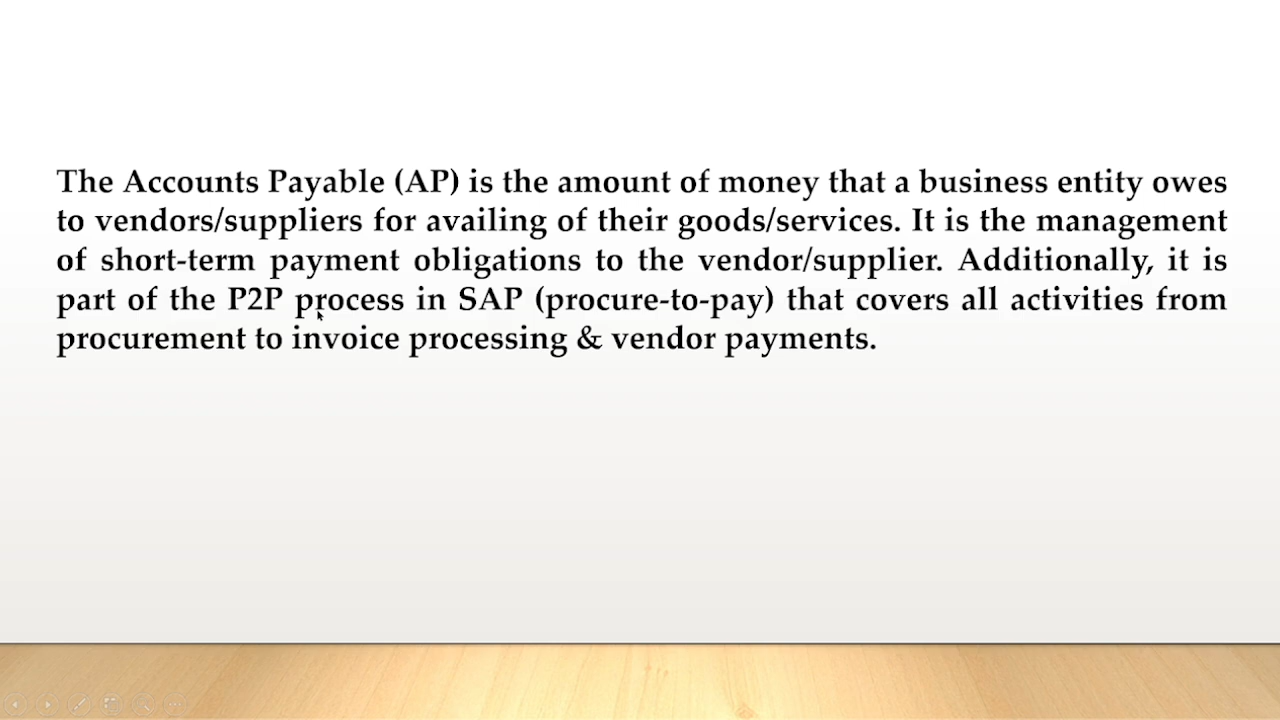 The Accounts Payable (AP) is the amount of money that a business entity owes
to vendors/suppliers for availing of their goods/services. It is the management
of short-term payment obligations to the vendor/supplier. Additionally, it is
part of the P2P process in SAP (procure-to-pay) that covers all activities from
procurement to invoice processing & vendor payments.